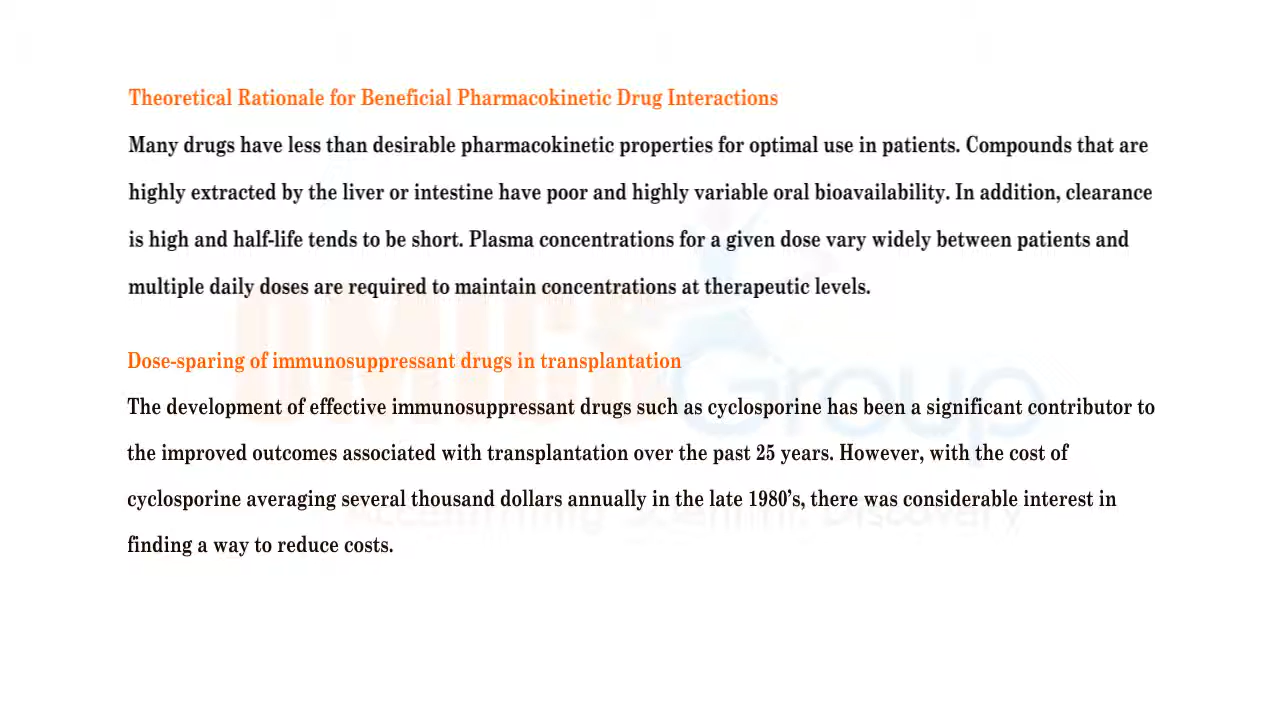 Theoretical Rationale for Beneficial Pharmacokinetic Drug Interactions
Many drugs have less than desirable pharmacokinetic properties for optimal use in patients. Compounds that are
highly extracted by the liver or intestine have poor and highly variable oral bioavailability. In addition, clearance
is high and half-life tends to be short. Plasma concentrations for a given dose vary widely between patients and
multiple daily doses are required to maintain concentrations at therapeutic levels.
Dose-sparing of immunosuppressant drugs in transplantation
The development of effective immunosuppressant drugs such as cyclosporine has been a significant contributor to
the improved outcomes associated with transplantation over the past 25 years. However, with the cost of
cyclosporine averaging several thousand dollars annually in the late 1980’s, there was considerable interest in
finding a way to reduce costs.
OMICS Group
Accelerating Scientific Discovery